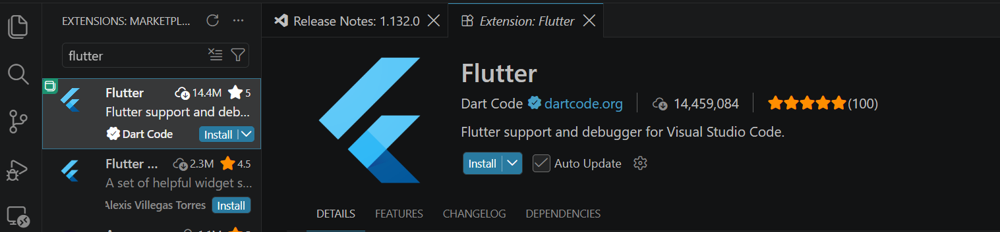 EXTENSIONS: MARKETPL...
flutter
Flutter 14.4M 5
Flutter support and deb...
Dart Code Install
Flutter ... 2.3M 4.5
A set of helpful widget s...
Alexis Villegas Torres Install
Release Notes: 1.132.0
Extension: Flutter
Flutter
Dart Code dartcode.org 14,459,084 (100)
Flutter support and debugger for Visual Studio Code.
Install Auto Update
DETAILS FEATURES CHANGELOG DEPENDENCIES